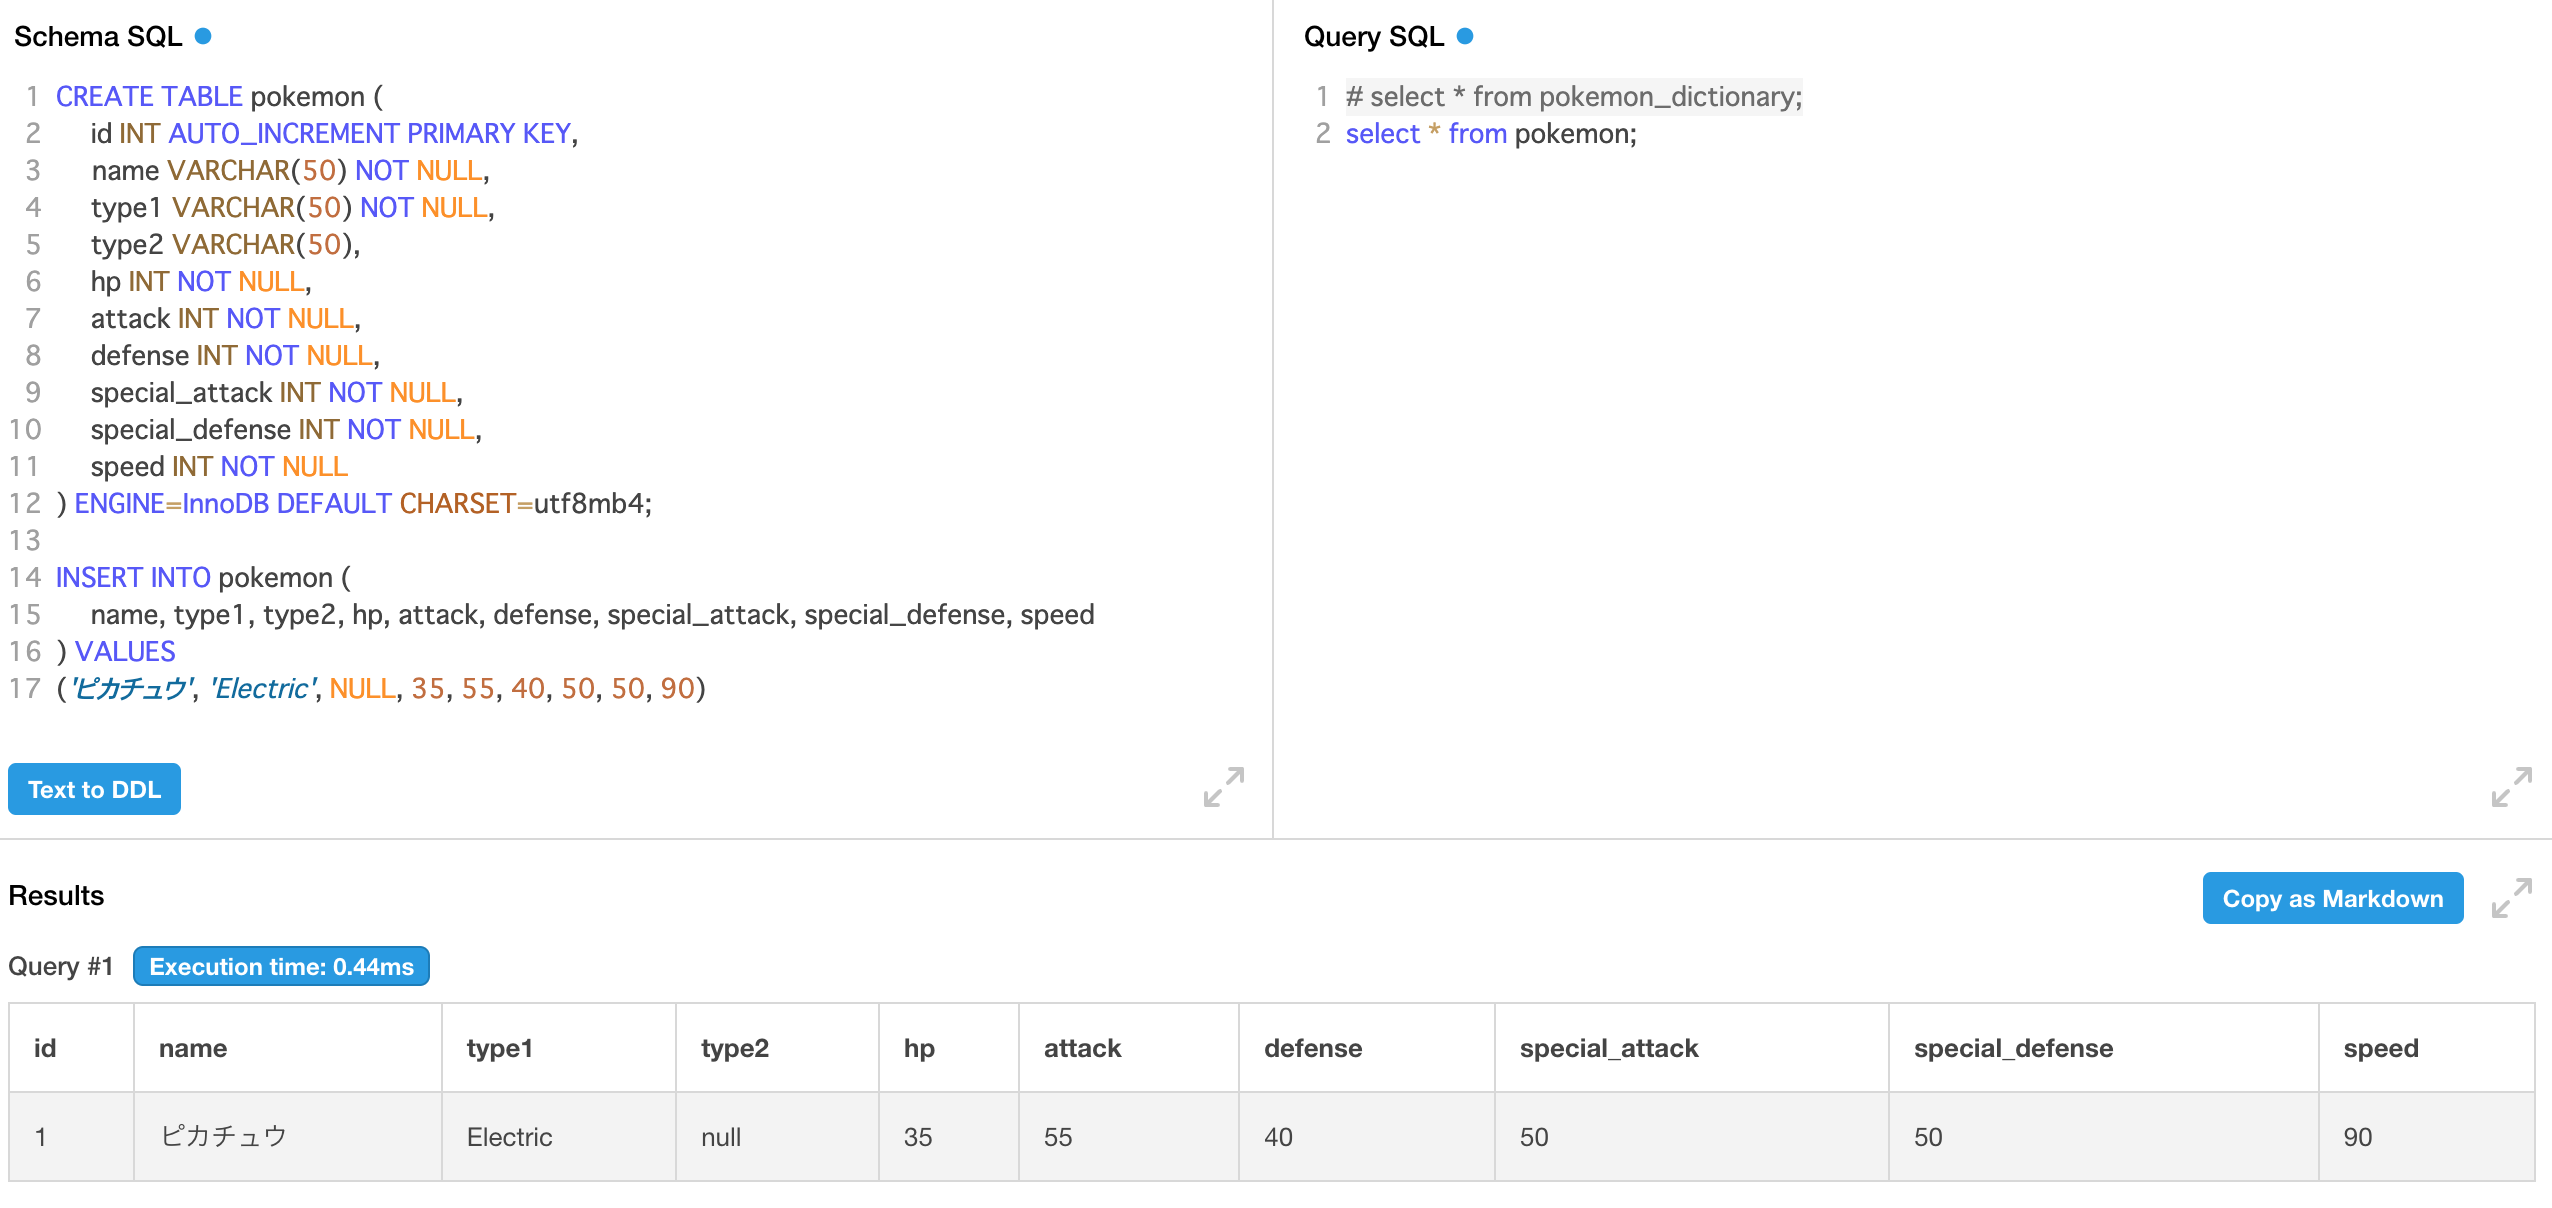 Schema SQL
1 CREATE TABLE pokemon (
2 id INT AUTO_INCREMENT PRIMARY KEY,
3 name VARCHAR(50) NOT NULL,
4 type1 VARCHAR(50) NOT NULL,
5 type2 VARCHAR(50),
6 hp INT NOT NULL,
7 attack INT NOT NULL,
8 defense INT NOT NULL,
9 special_attack INT NOT NULL,
10 special_defense INT NOT NULL,
11 speed INT NOT NULL
12 ) ENGINE=InnoDB DEFAULT CHARSET=utf8mb4;
13
14 INSERT INTO pokemon (
15 name, type1, type2, hp, attack, defense, special_attack, special_defense, speed
16 ) VALUES
17 ('ピカチュウ', 'Electric', NULL, 35, 55, 40, 50, 50, 90)
Text to DDL
Query SQL
1 # select * from pokemon_dictionary;
2 select * from pokemon;
Results
Copy as Markdown
Query #1 Execution time: 0.44ms
id name type1 type2 hp attack defense special_attack special_defense speed
1 ピカチュウ Electric null 35 55 40 50 50 90